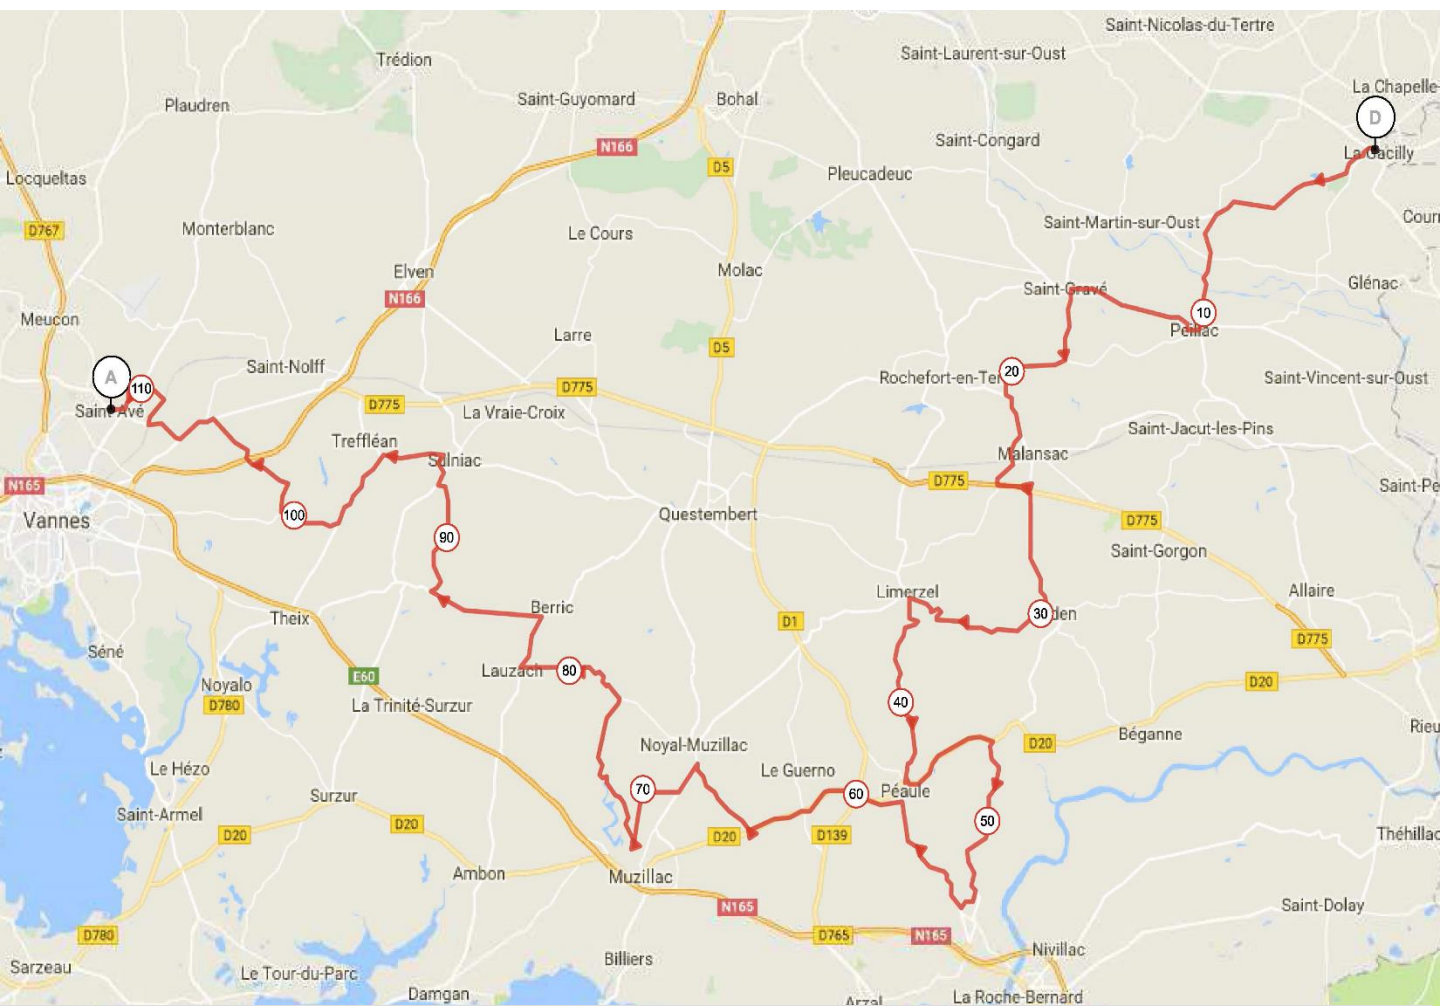 Saint-Nicolas-du-Tertre
Saint-Laurent-sur-Oust
Trédion
La Chapelle-
Saint-Guyomard
Bohal
Plaudren
D
Saint-Congard
N166
La Gacilly
D5
Pleucadeuc
Locqueltas
Cour
Saint-Martin-sur-Oust
D767
Monterblanc
Le Cours
Elven
Molac
Glénac
Saint-Gravé
N166
10
Meucon
Peillac
Larre
D5
Saint-Nolff
20
A
110
Rochefort-en-Ter
Saint-Vincent-sur-Oust
D775
D775
Saint-Avé
La Vraie-Croix
Saint-Jacut-les-Pins
Treffléan
Malansac
Sulniac
D775
N165
Saint-Pe
100
Questembert
Vannes
D775
90
Saint-Gorgon
Limerzel
Allaire
Berric
30
den
Theix
D1
D775
Séné
Lauzach
80
E60
Noyalo
D20
D780
La Trinité-Surzur
40
Rieu
Béganne
Noyal-Muzillac
D20
Le Hézo
Le Guerno
70
60
Péaule
Surzur
Saint-Armel
50
D20
D20
D20
D139
Théhillac
Ambon
Muzillac
N165
Saint-Dolay
D780
D765
N165
Nivillac
Billiers
Sarzeau
Le Tour-du-Parc
Damgan
La Roche-Bernard
Arzal